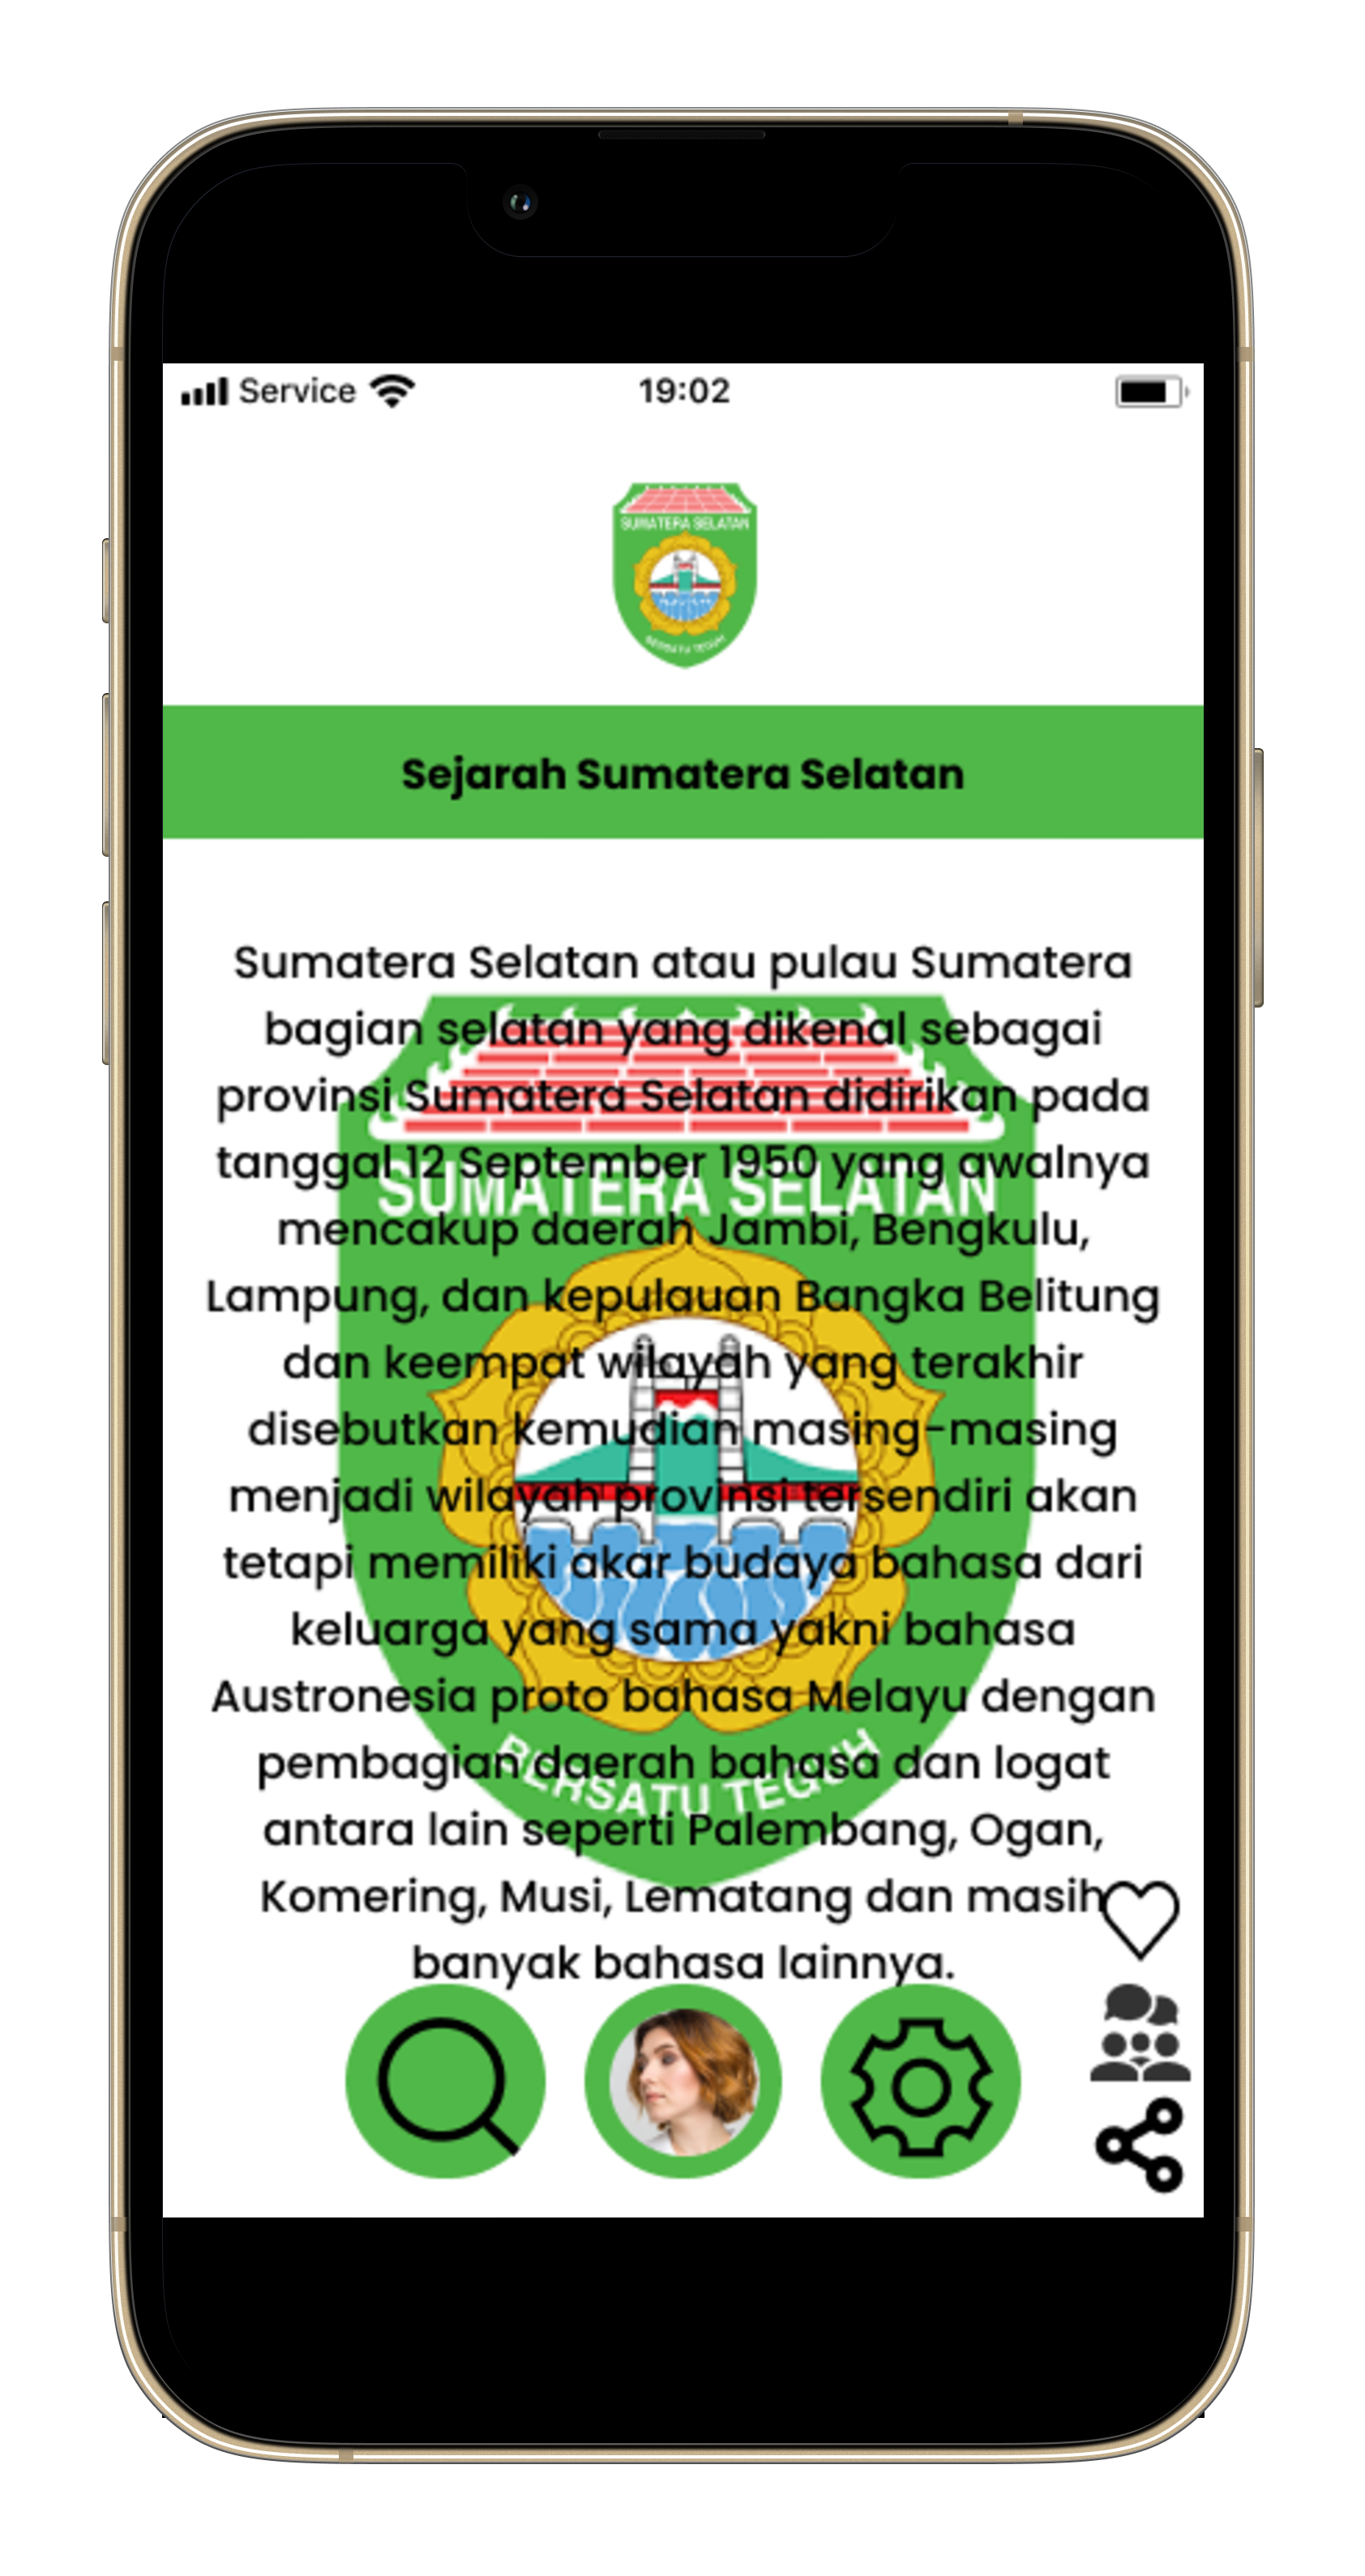 Service 19:02
SUMATERA SELATAN
BERSATU TEGUH
Sejarah Sumatera Selatan
Sumatera Selatan atau pulau Sumatera
bagian selatan yang dikenal sebagai
provinsi Sumatera Selatan didirikan pada
tanggal 12 September 1950 yang awalnya
SUMATERA SELATAN
mencakup daerah Jambi, Bengkulu,
Lampung, dan kepulauan Bangka Belitung
dan keempat wilayah yang terakhir
disebutkan kemudian masing-masing
menjadi wilayah provinsi tersendiri akan
tetapi memiliki akar budaya bahasa dari
keluarga yang sama yakni bahasa
Austronesia proto bahasa Melayu dengan
pembagian daerah bahasa dan logat
BERSATU TEGUH
antara lain seperti Palembang, Ogan,
Komering, Musi, Lematang dan masih
banyak bahasa lainnya.